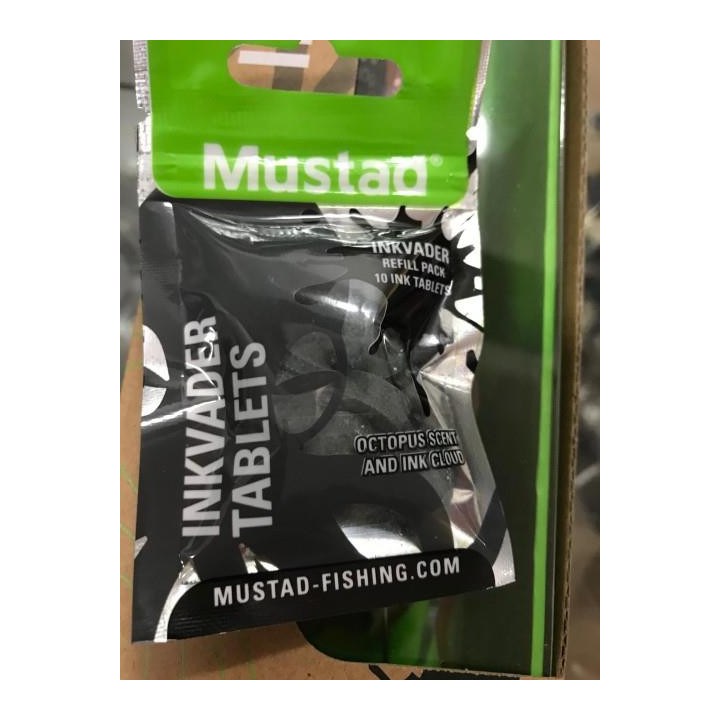 Mustad®
INKVADER
REFILL PACK
10 INK TABLETS
INKVADER
TABLETS
OCTOPUS SCENT
AND INK CLOUD
MUSTAD-FISHING.COM